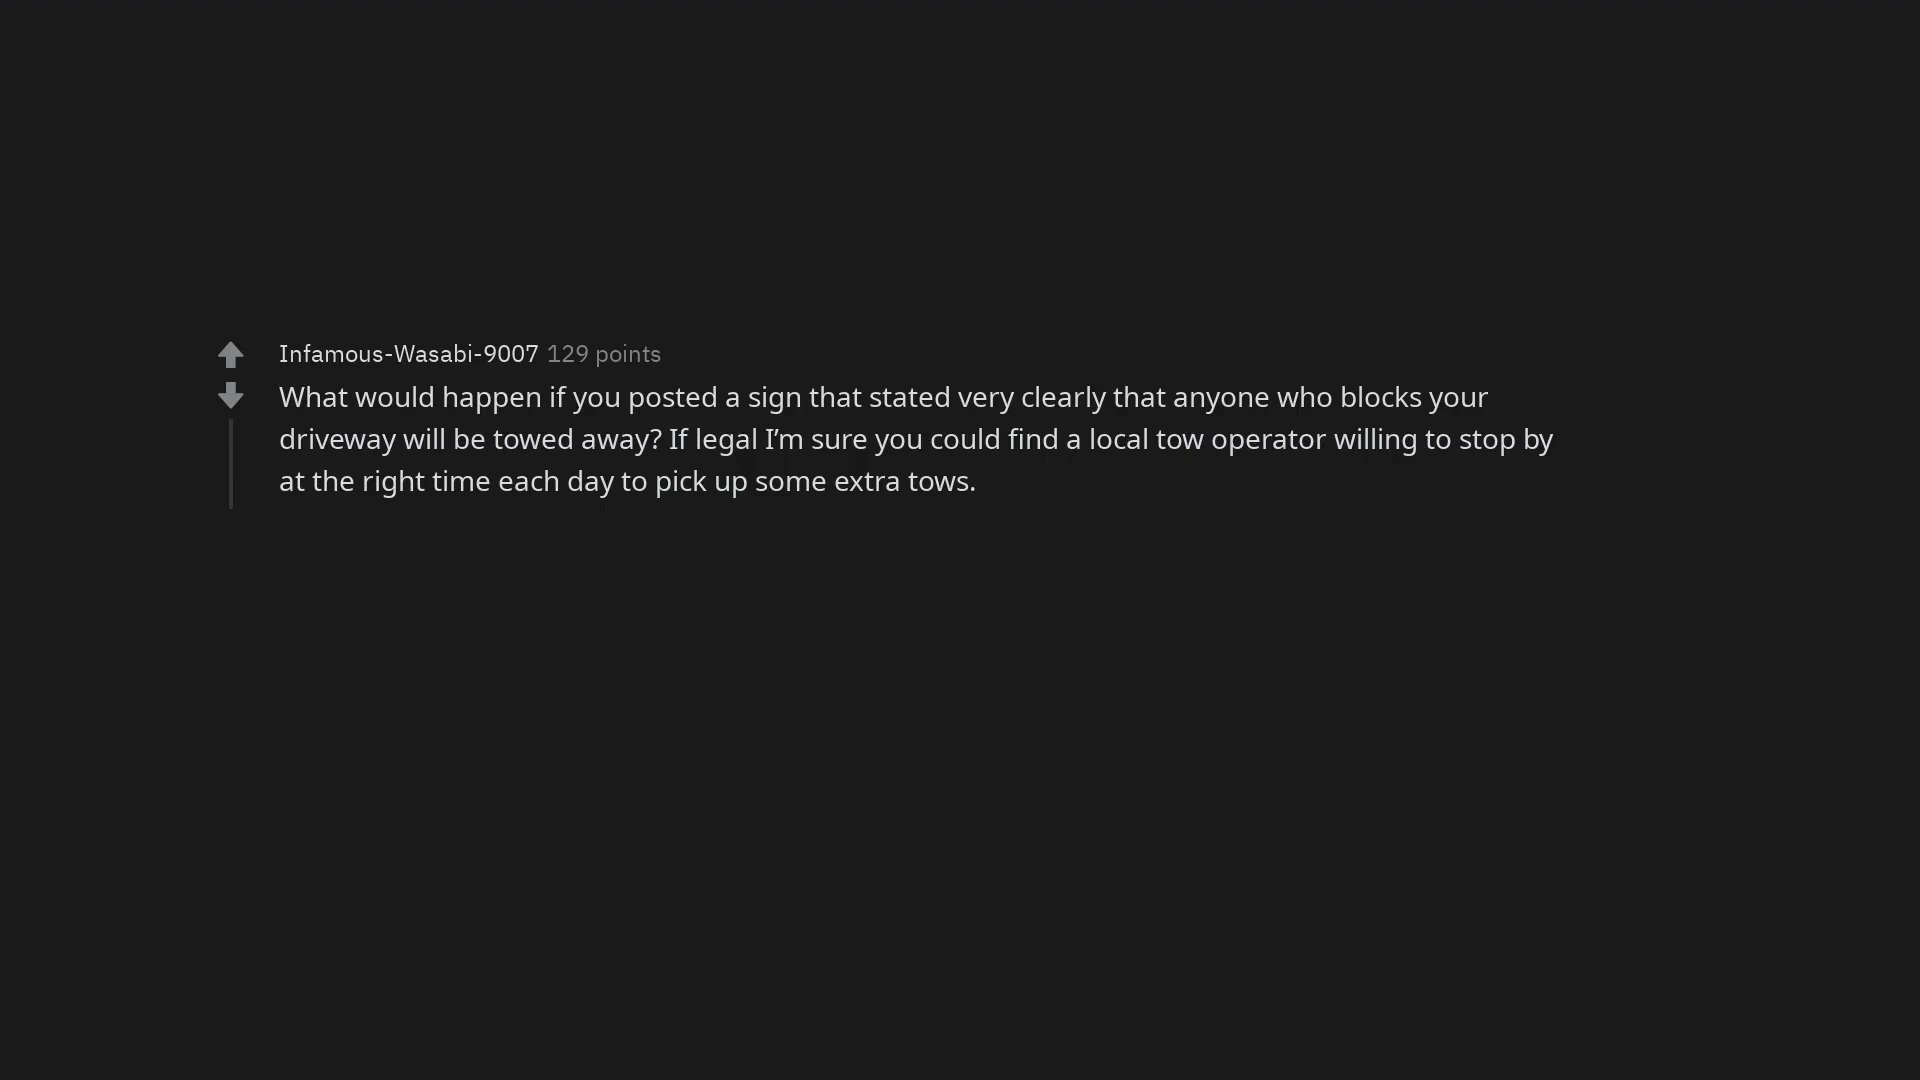 Infamous-Wasabi-9007 129 points
What would happen if you posted a sign that stated very clearly that anyone who blocks your
driveway will be towed away? If legal I’m sure you could find a local tow operator willing to stop by
at the right time each day to pick up some extra tows.